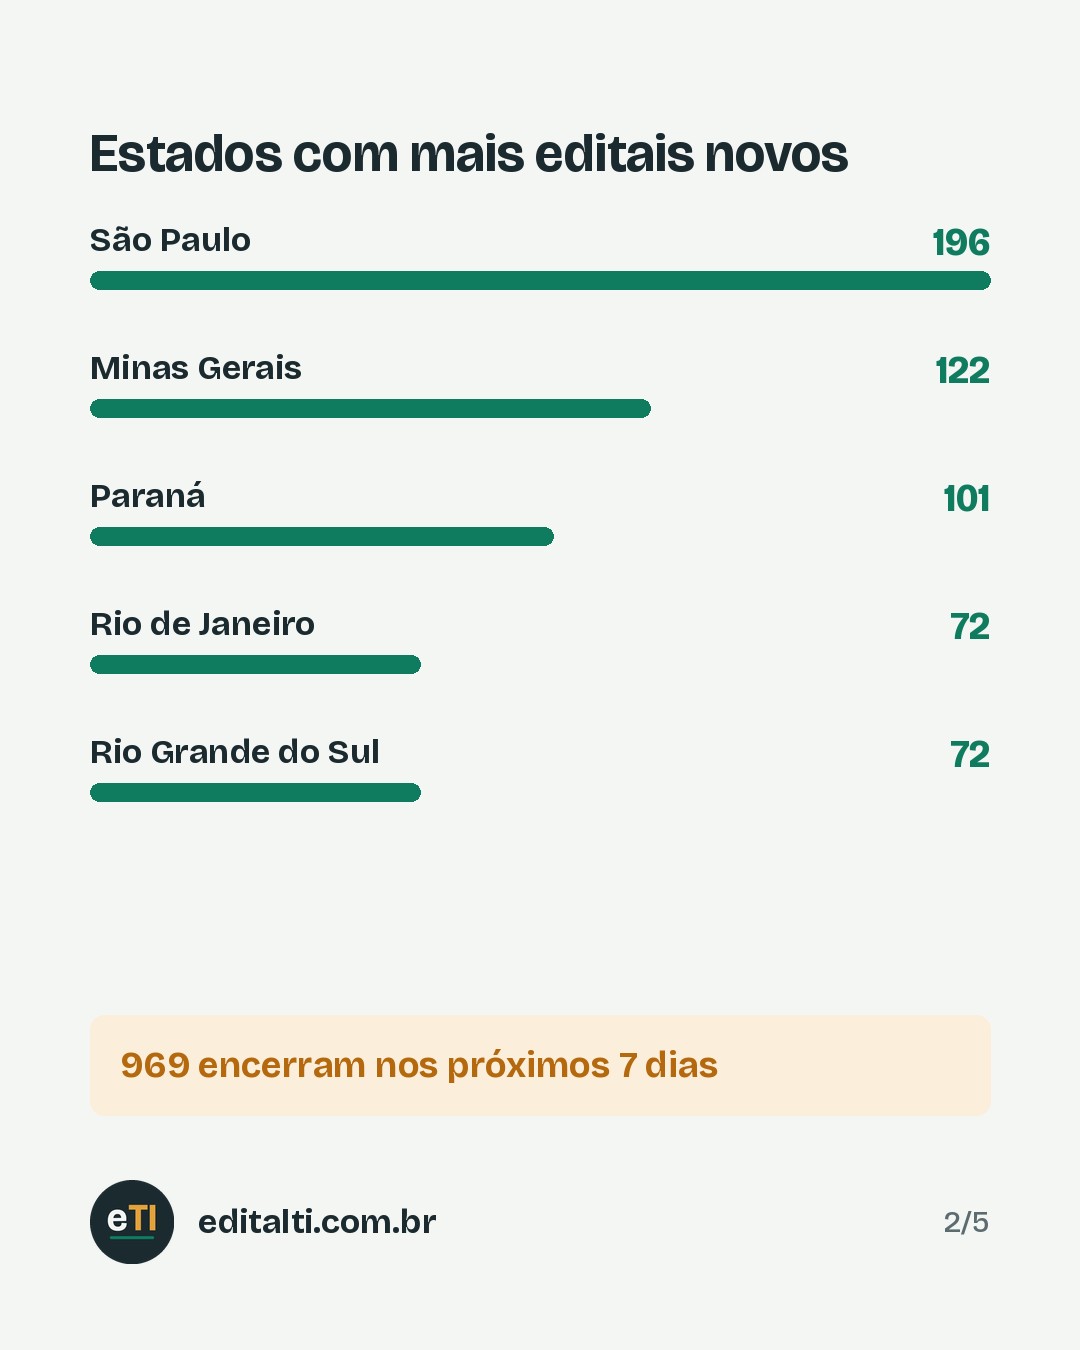 Estados com mais editais novos
São Paulo 196
Minas Gerais 122
Paraná 101
Rio de Janeiro 72
Rio Grande do Sul 72
969 encerram nos próximos 7 dias
eTI editalti.com.br 2/5